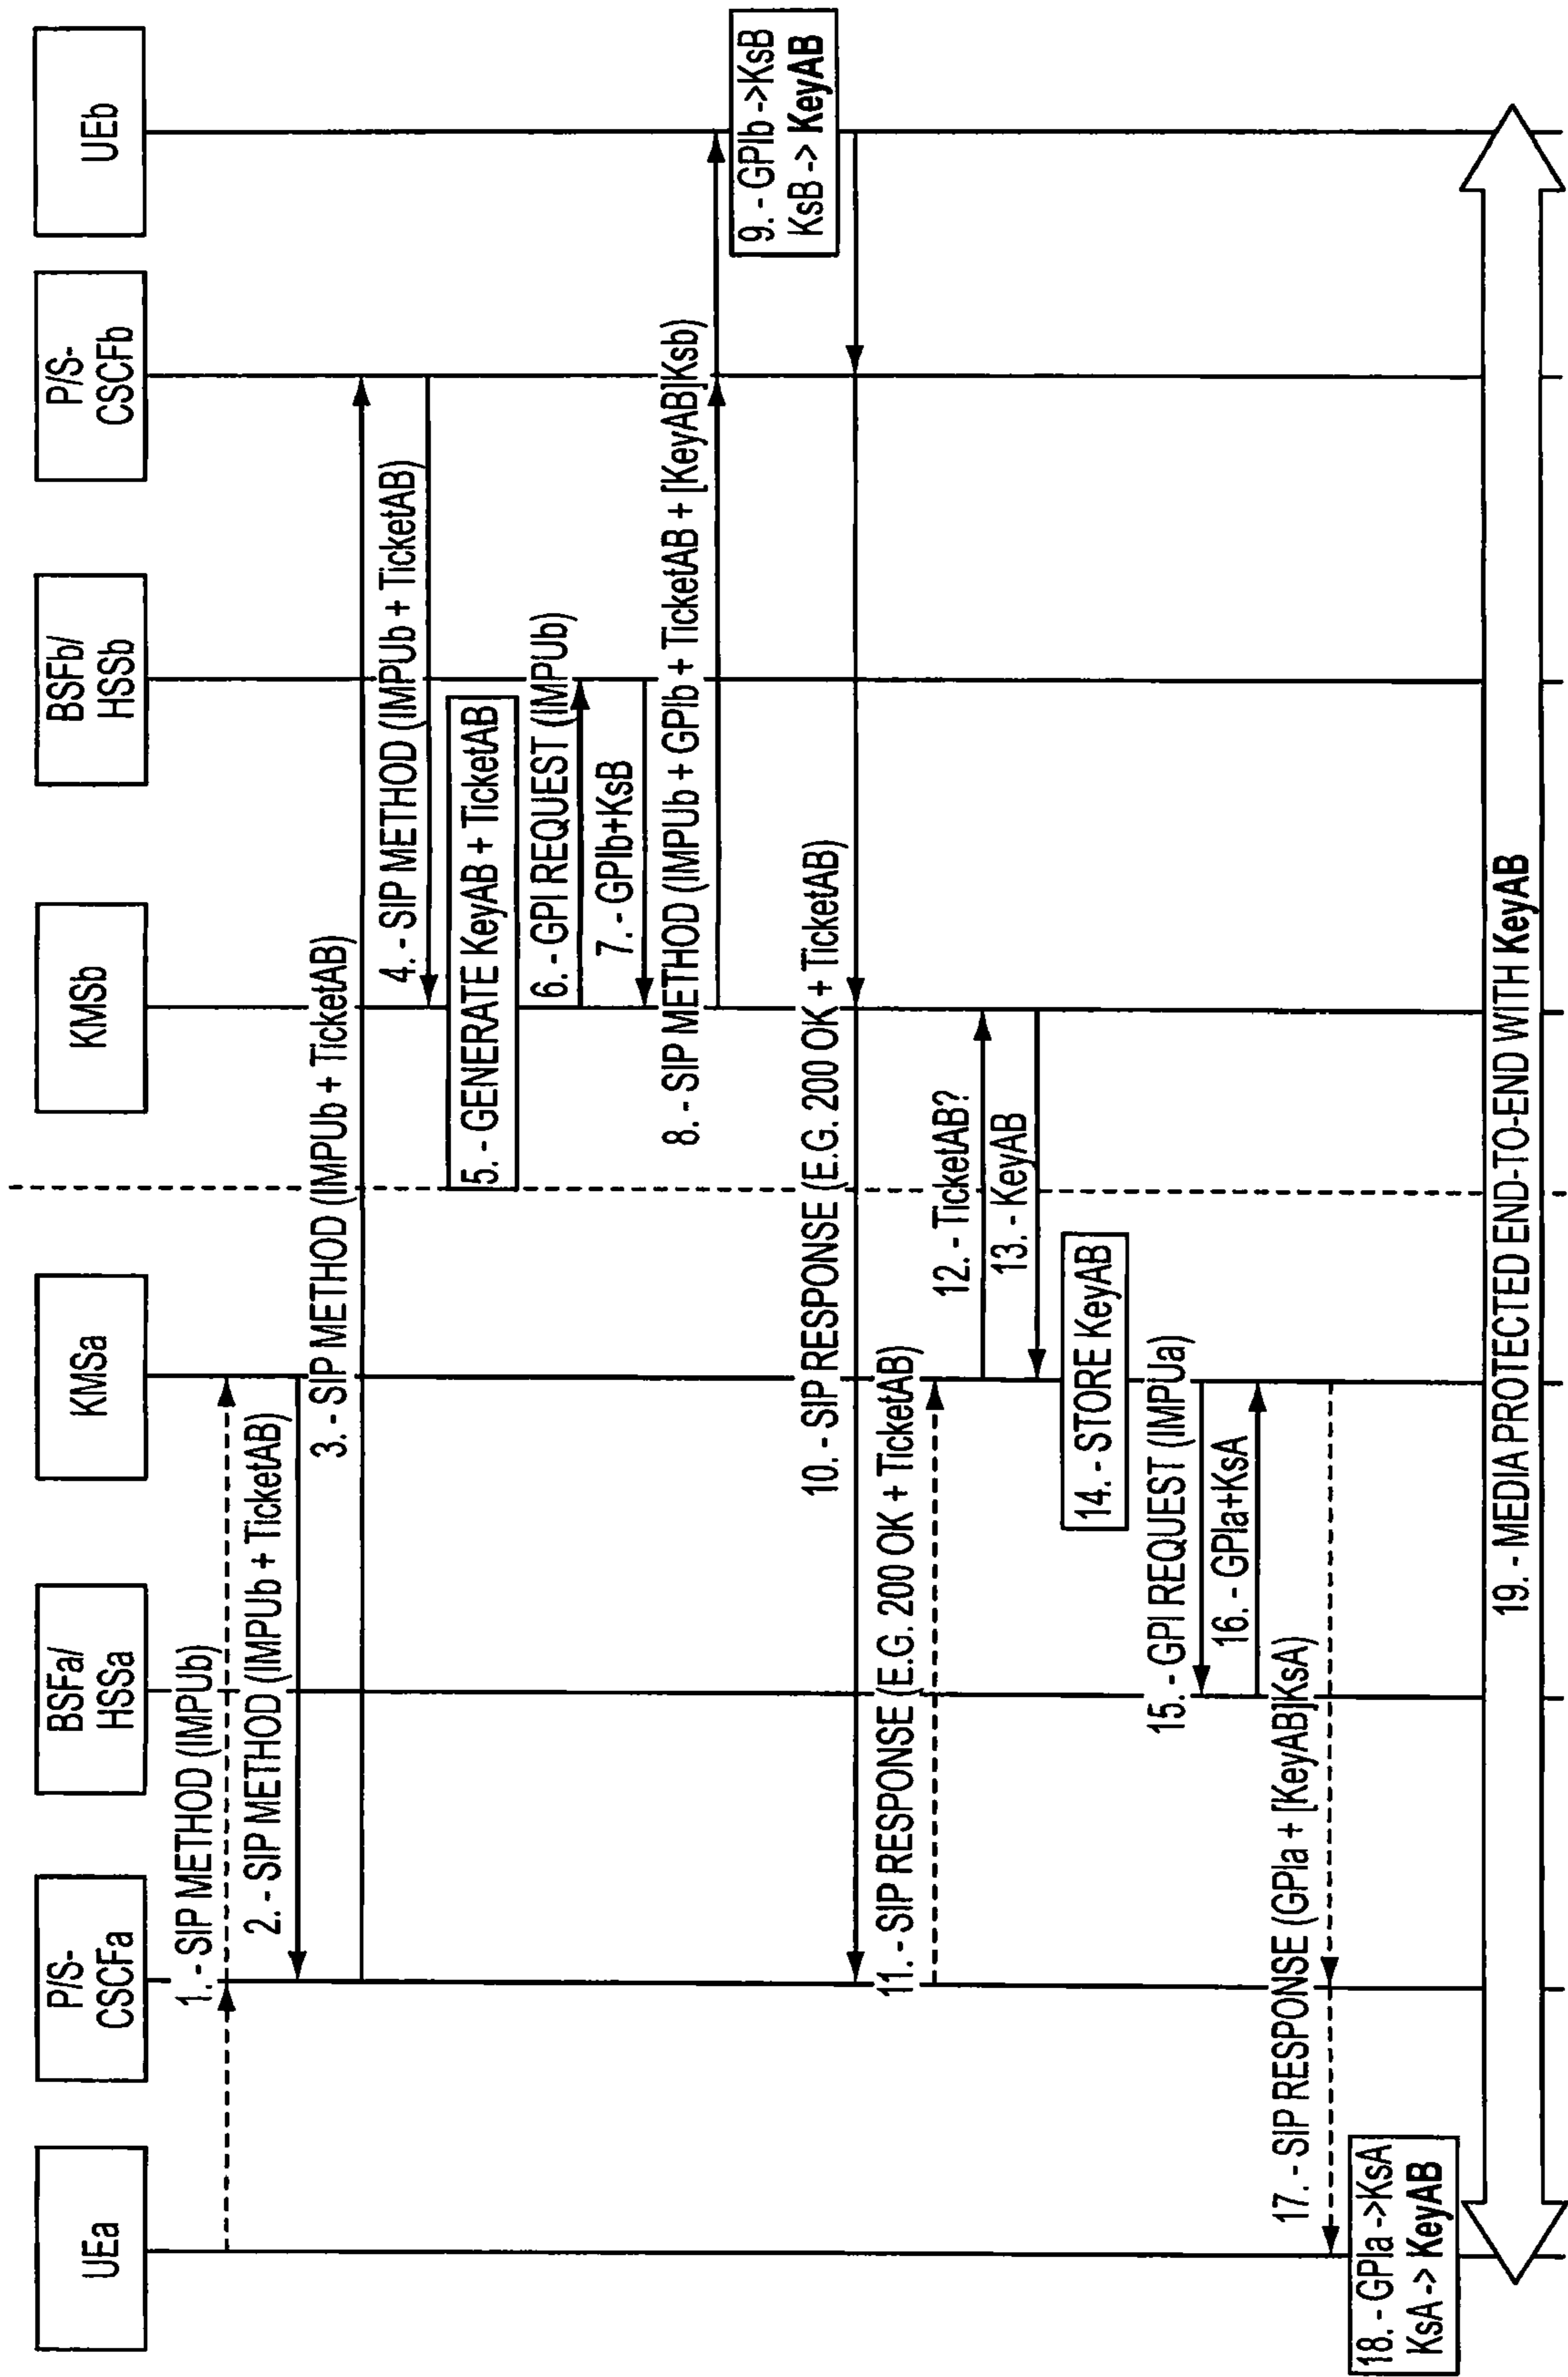 UEa
P/S-
CSCFa
BSFa/
HSSa
KMSa
KMSb
BSFb/
HSSb
P/S-
CSCFb
UEb
1.- SIP METHOD (IMPUb)
2. - SIP METHOD (IMPUb + TicketAB)
3. - SIP METHOD (IMPUb + TicketAB)
4. - SIP METHOD (IMPUb + TicketAB)
5. - GENERATE KeyAB + TicketAB
6. - GPI REQUEST (IMPUb)
7. - GPIb+KsB
8. - SIP METHOD (IMPUb + GPIb + TicketAB + [KeyAB]Ksb)
9. - GPIb ->KsB
KsB -> KeyAB
10. - SIP RESPONSE (E.G. 200 OK + TicketAB)
11. - SIP RESPONSE (E.G. 200 OK + TicketAB)
12. - TicketAB?
13. - KeyAB
14. - STORE KeyAB
15. - GPI REQUEST (IMPUa)
16. - GPIa+KsA
17. - SIP RESPONSE (GPIa + [KeyAB]KsA)
18. - GPIa ->KsA
KsA -> KeyAB
19. - MEDIA PROTECTED END-TO-END WITH KeyAB